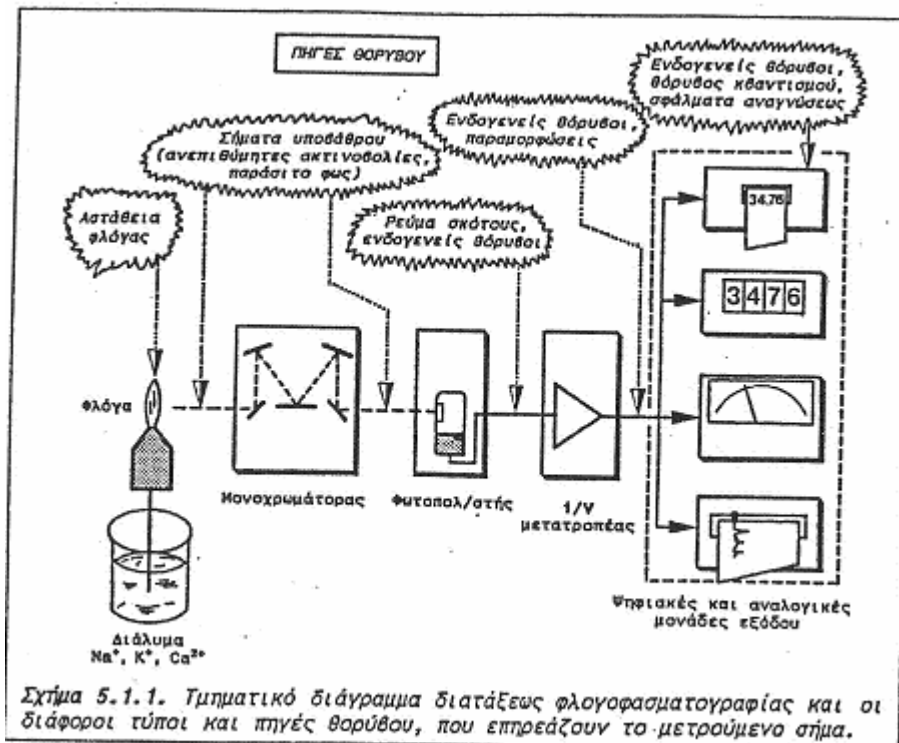 ΠΗΓΕΣ ΘΟΡΥΒΟΥ
Ενδογενείς θόρυβοι,
θόρυβος κβαντισμού,
σφάλματα αναγνώσεως
Σήματα υποβάθρου
(ανεπιθύμητες ακτινοβολίες,
παράσιτο φως)
Ενδογενείς θόρυβοι,
παραμορφώσεις
Αστάθεια
φλόγας
Ρεύμα σκότους,
ενδογενείς θόρυβοι
34,76
3476
Φλόγα
Μονοχρωμάτορας
Φωτοπολ/στής
i/V
μετατροπέας
Διάλυμα
Na⁺, K⁺, Ca²⁺
Ψηφιακές και αναλογικές
μονάδες εξόδου
Σχήμα 5.1.1. Τμηματικό διάγραμμα διατάξεως φλογοφασματογραφίας και οι
διάφοροι τύποι και πηγές θορύβου, που επηρεάζουν το μετρούμενο σήμα.